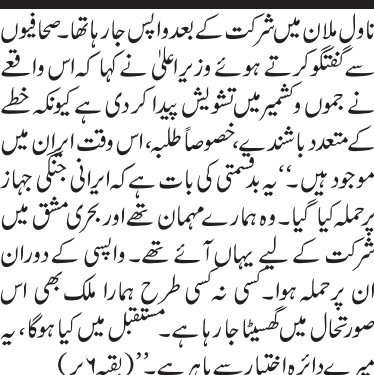 ناول ملان میں شرکت کے بعد واپس جا رہا تھا۔ صحافیوں
سے گفتگو کرتے ہوئے وزیراعلیٰ نے کہا کہ اس واقعے
نے جموں و کشمیر میں تشویش پیدا کر دی ہے کیونکہ خطے
کے متعدد باشندے، خصوصاً طلبہ، اس وقت ایران میں
موجود ہیں۔‘‘ یہ بدقسمتی کی بات ہے کہ ایرانی جنگی جہاز
پر حملہ کیا گیا۔ وہ ہمارے مہمان تھے اور بحری مشق میں
شرکت کے لیے یہاں آئے تھے۔ واپسی کے دوران
ان پر حملہ ہوا۔ کسی نہ کسی طرح ہمارا ملک بھی اس
صورتحال میں گھسیٹا جا رہا ہے۔ مستقبل میں کیا ہوگا، یہ
میرے دائرہ اختیار سے باہر ہے۔’’ (بقیہ ۶ پر)